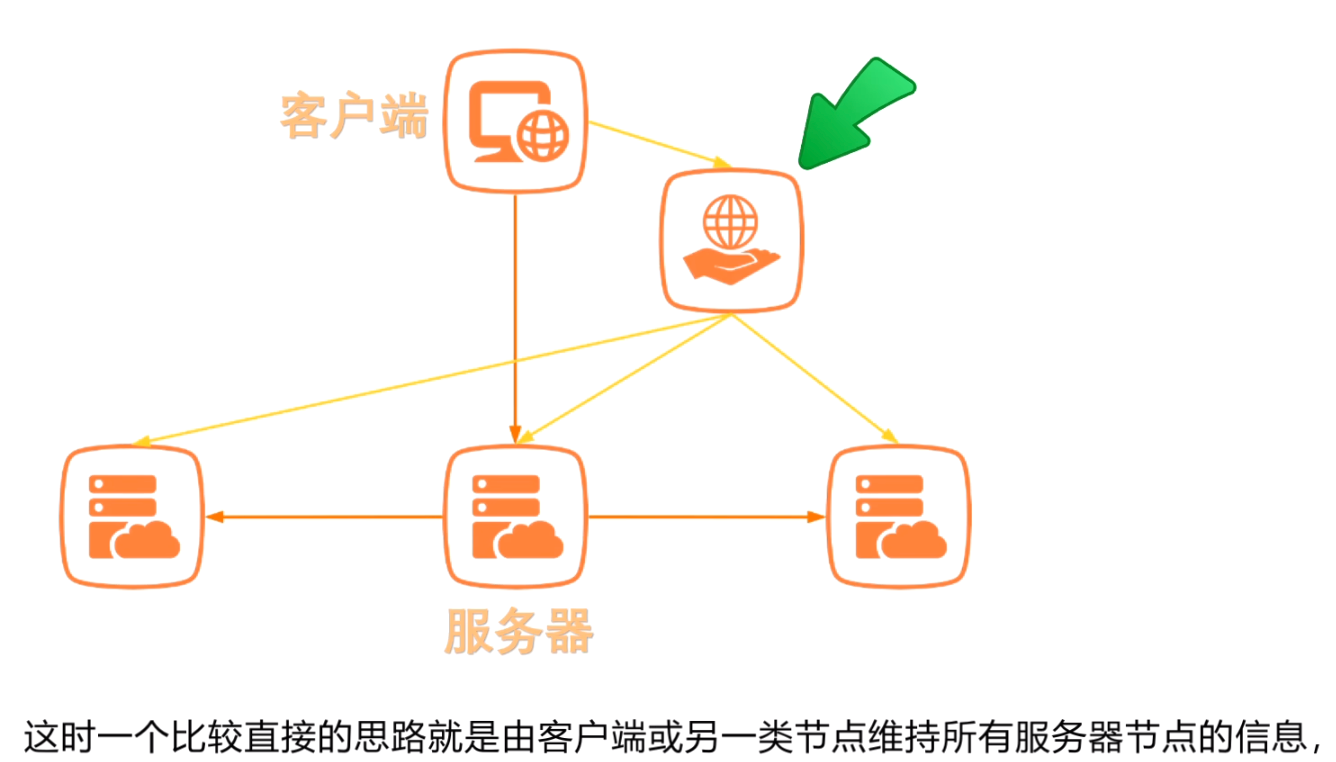 客户端
服务器
这时一个比较直接的思路就是由客户端或另一类节点维持所有服务器节点的信息，